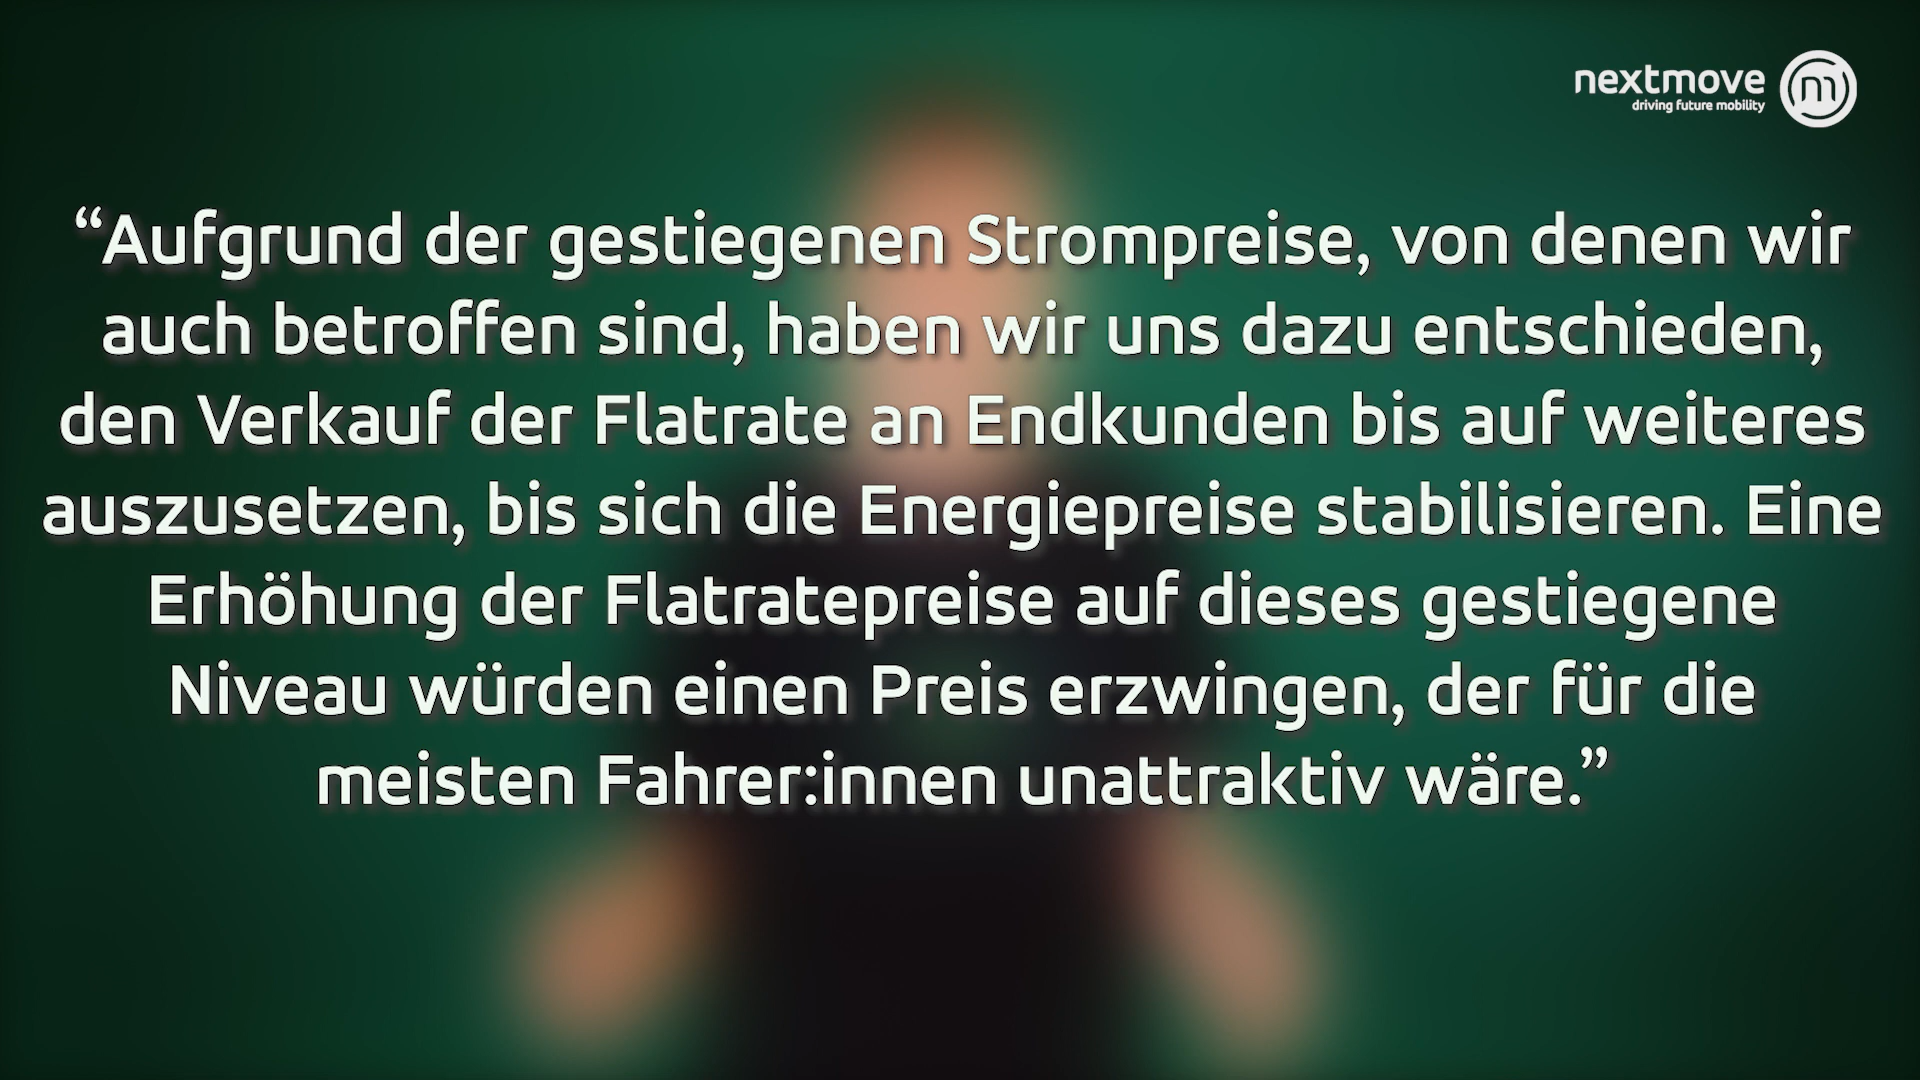 nextmove
driving future mobility
“Aufgrund der gestiegenen Strompreise, von denen wir
auch betroffen sind, haben wir uns dazu entschieden,
den Verkauf der Flatrate an Endkunden bis auf weiteres
auszusetzen, bis sich die Energiepreise stabilisieren. Eine
Erhöhung der Flatratepreise auf dieses gestiegene
Niveau würden einen Preis erzwingen, der für die
meisten Fahrer:innen unattraktiv wäre.”